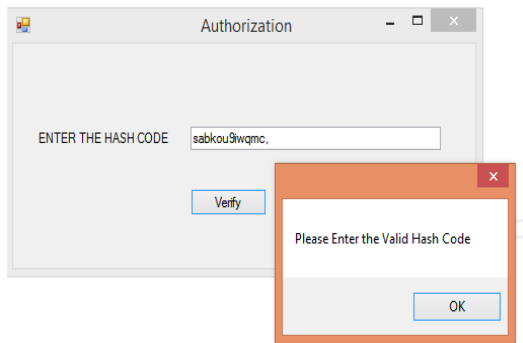 Authorization
ENTER THE HASH CODE sabkou9iwqmc,
Verify
Please Enter the Valid Hash Code
OK